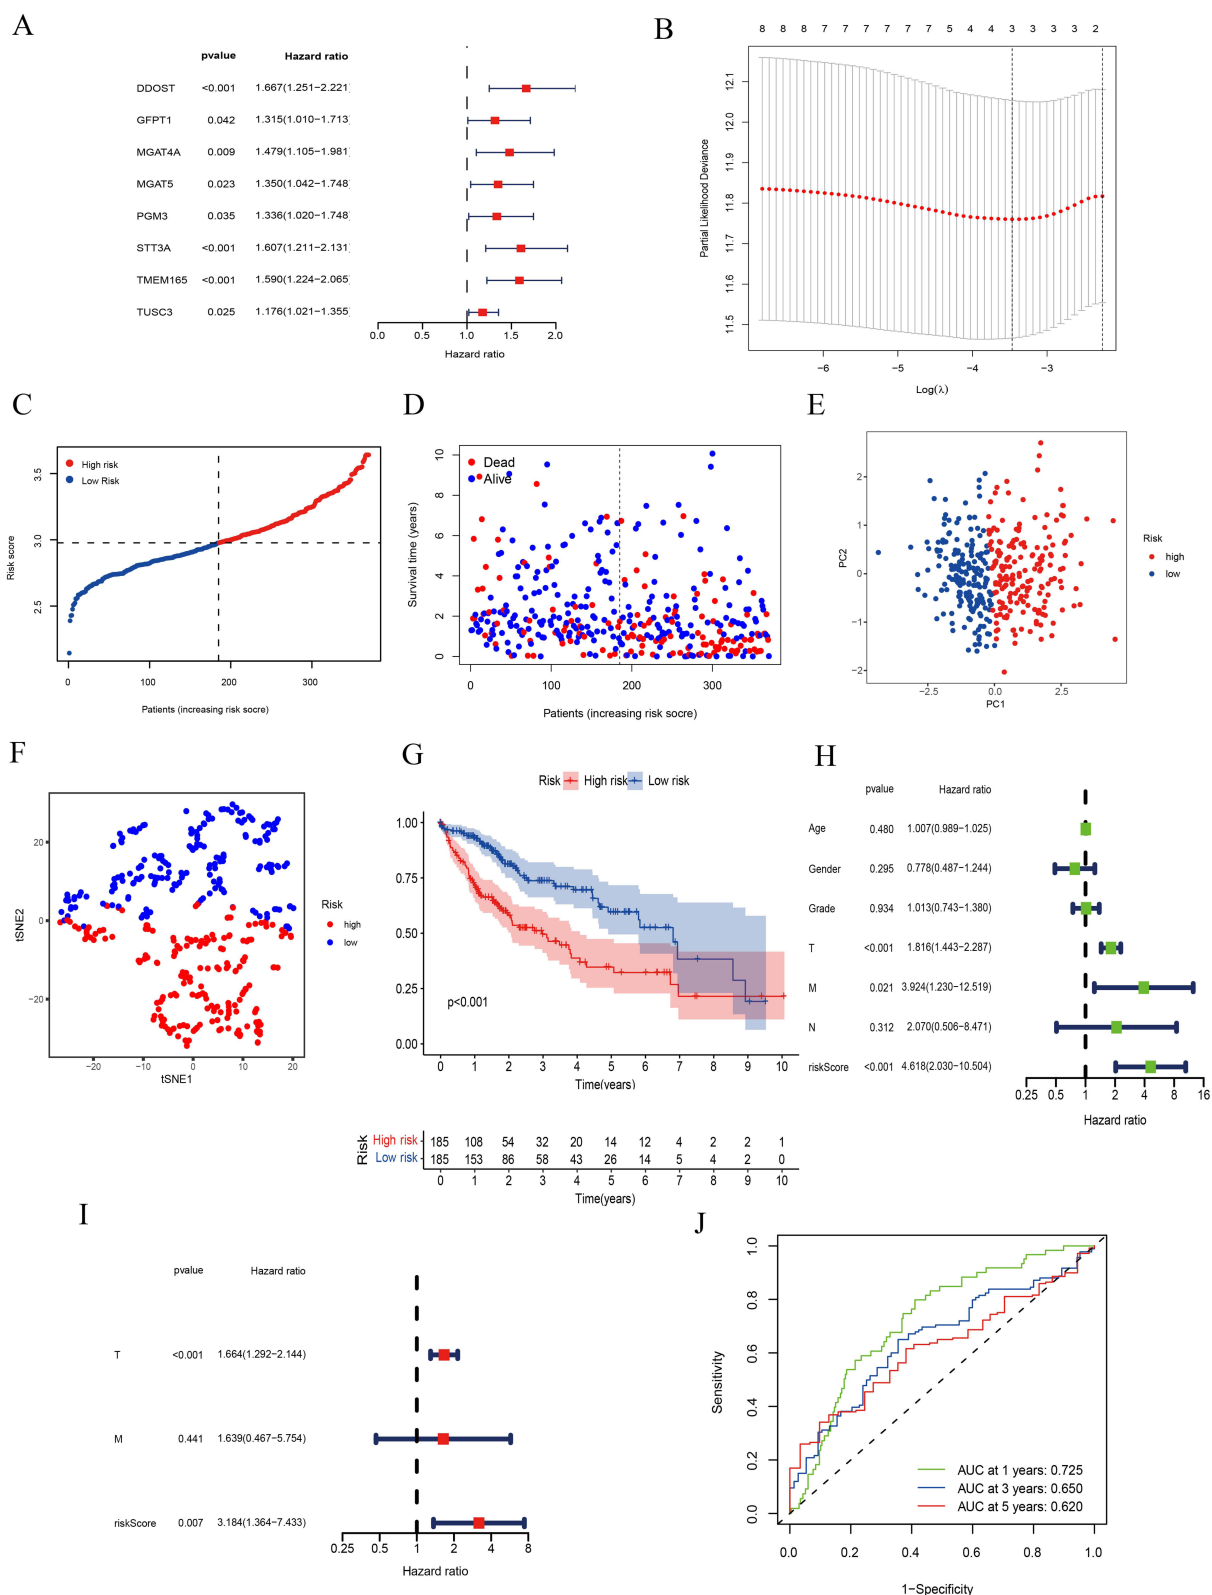 A
pvalue Hazard ratio
DDOST <0.001 1.667(1.251−2.221)
GFPT1 0.042 1.315(1.010−1.713)
MGAT4A 0.009 1.479(1.105−1.981)
MGAT5 0.023 1.350(1.042−1.748)
PGM3 0.035 1.336(1.020−1.748
STT3A <0.001 1.607(1.211−2.131)
TMEM165 <0.001 1.590(1.224−2.065)
TUSC3 0.025 1.176(1.021−1.355)
0.0 0.5 1.0 1.5 2.0
Hazard ratio
B
8 8 8 7 7 7 7 6 5 4 4 3 3 3 3 2
Partial Likelihood Deviance
12.1
12.0
11.9
11.8
11.7
11.6
11.5
−6 −5 −4 −3
Log(λ)
C
High risk
Low Risk
Risk score
3.5
3.0
2.5
0 100 200 300
Patients (increasing risk socre)
D
Dead
Alive
Survival time (years)
10
8
6
4
2
0
0 100 200 300
Patients (increasing risk socre)
E
PC2
2
1
0
−1
−2
−2.5 0.0 2.5
PC1
Risk
high
low
F
tSNE2
20
0
−20
−20 −10 0 10 20
tSNE1
Risk
high
low
G
Risk High risk Low risk
1.00
0.75
0.50
0.25
0.00
p<0.001
0 1 2 3 4 5 6 7 8 9 10
Time(years)
Risk
High risk 185 108 54 32 20 14 12 4 2 2 1
Low risk 185 153 86 58 43 26 14 5 4 2 0
0 1 2 3 4 5 6 7 8 9 10
Time(years)
H
pvalue Hazard ratio
Age 0.480 1.007(0.989−1.025)
Gender 0.295 0.778(0.487−1.244)
Grade 0.934 1.013(0.743−1.380)
T <0.001 1.816(1.443−2.287)
M 0.021 3.924(1.230−12.519)
N 0.312 2.070(0.506−8.471)
riskScore <0.001 4.618(2.030−10.504)
0.25 0.5 1 2 4 8 16
Hazard ratio
I
pvalue Hazard ratio
T <0.001 1.664(1.292−2.144)
M 0.441 1.639(0.467−5.754)
riskScore 0.007 3.184(1.364−7.433)
0.25 0.5 1 2 4 8
Hazard ratio
J
Sensitivity
1.0
0.8
0.6
0.4
0.2
0.0
AUC at 1 years: 0.725
AUC at 3 years: 0.650
AUC at 5 years: 0.620
0.0 0.2 0.4 0.6 0.8 1.0
1−Specificity